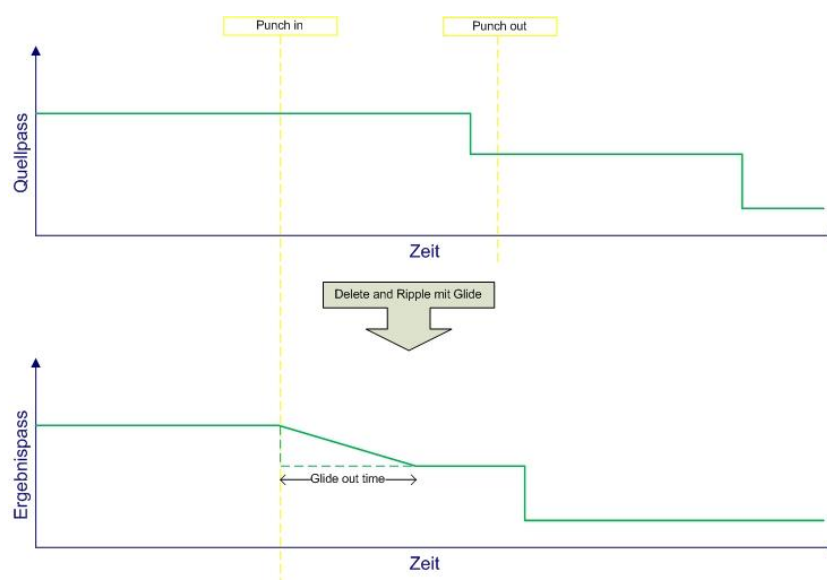 Punch in
Punch out
Quellpass
Zeit
Delete and Ripple mit Glide
Ergebnispass
Glide out time
Zeit